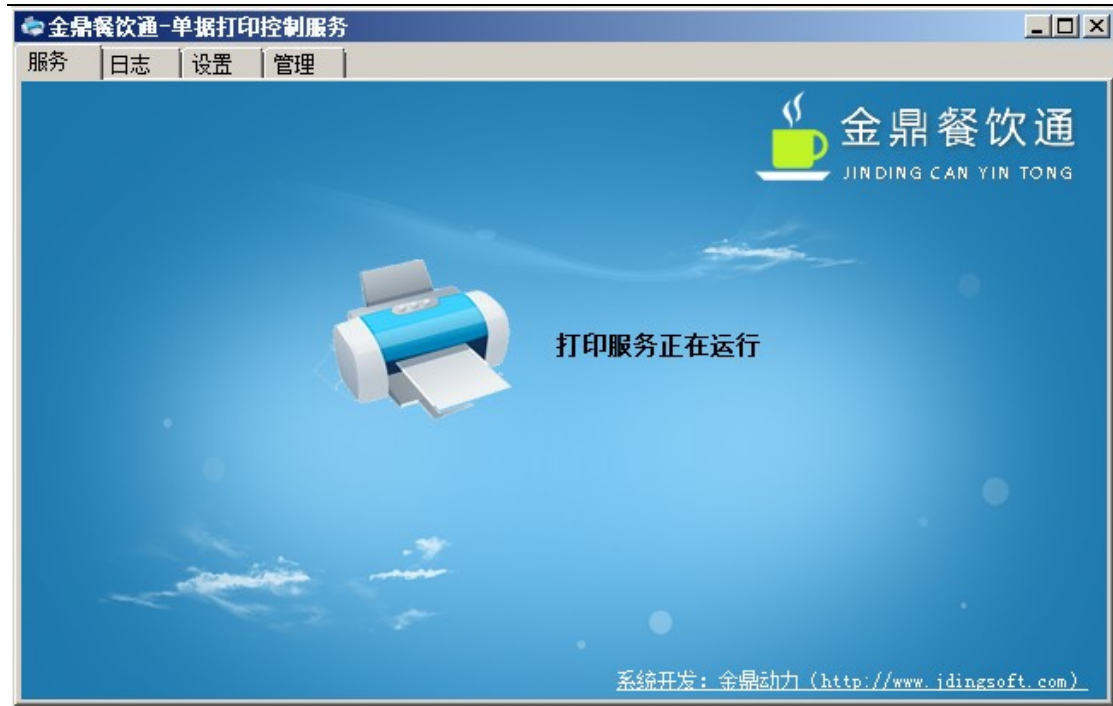 金鼎餐饮通-单据打印控制服务
服务 日志 设置 管理
金鼎餐饮通
JINDING CAN YIN TONG
打印服务正在运行
系统开发：金鼎动力（http://www.jdingsoft.com）